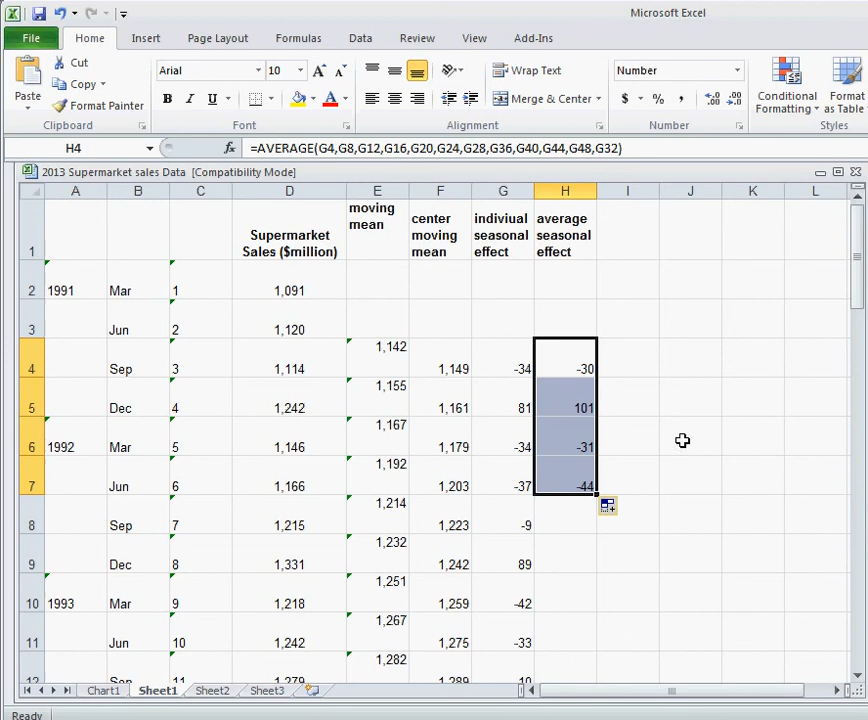 Microsoft Excel
File Home Insert Page Layout Formulas Data Review View Add-Ins
Paste
Cut
Copy
Format Painter
Clipboard
Arial 10
B I U
Font
Wrap Text
Merge & Center
Alignment
Number
$ % ,
Number
Conditional Formatting
Format as Table
Styles
H4 fx =AVERAGE(G4,G8,G12,G16,G20,G24,G28,G36,G40,G44,G48,G32)
2013 Supermarket sales Data [Compatibility Mode]
A B C D E F G H I J K L
1 Supermarket Sales ($million) moving mean center moving mean indiviual seasonal effect average seasonal effect
2 1991 Mar 1 1,091
3 Jun 2 1,120
4 Sep 3 1,114 1,142 1,149 -34 -30
5 Dec 4 1,242 1,155 1,161 81 101
6 1992 Mar 5 1,146 1,167 1,179 -34 -31
7 Jun 6 1,166 1,192 1,203 -37 -44
8 Sep 7 1,215 1,214 1,223 -9
9 Dec 8 1,331 1,232 1,242 89
10 1993 Mar 9 1,218 1,251 1,259 -42
11 Jun 10 1,242 1,267 1,275 -33
12 Sep 11 1,279 1,282 1,289 10
Chart1 Sheet1 Sheet2 Sheet3
Ready